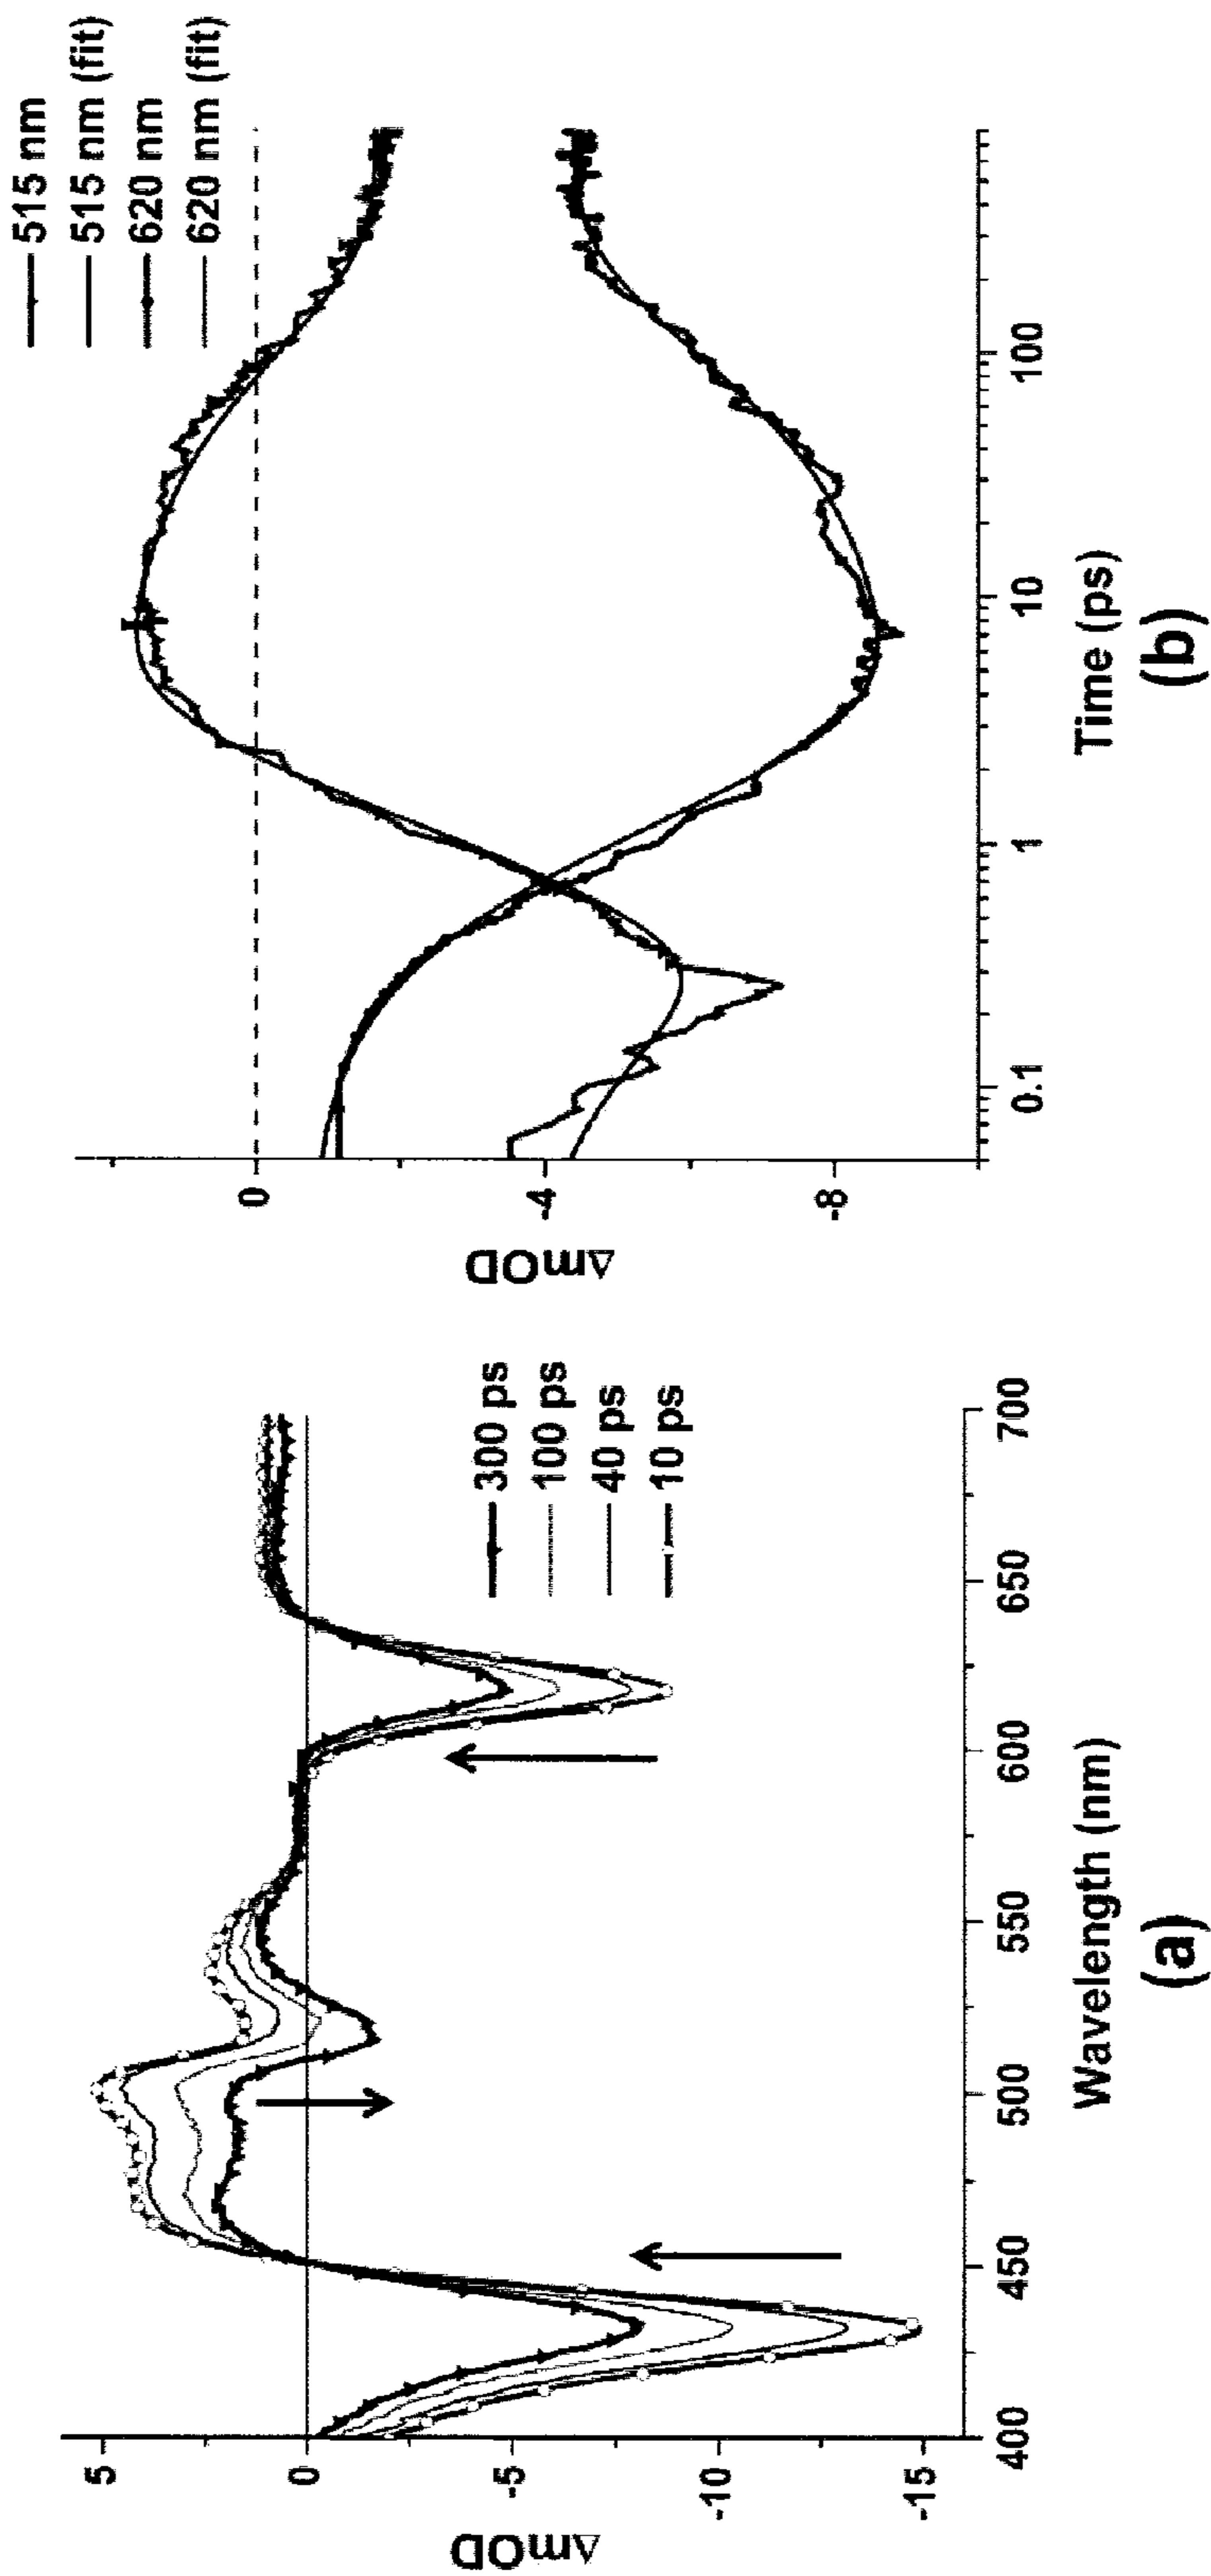 ΔmOD
5
0
-5
-10
-15
400
450
500
550
600
650
700
Wavelength (nm)
300 ps
100 ps
40 ps
10 ps
(a)
ΔmOD
0
-4
-8
0.1
1
10
100
Time (ps)
515 nm
515 nm (fit)
620 nm
620 nm (fit)
(b)